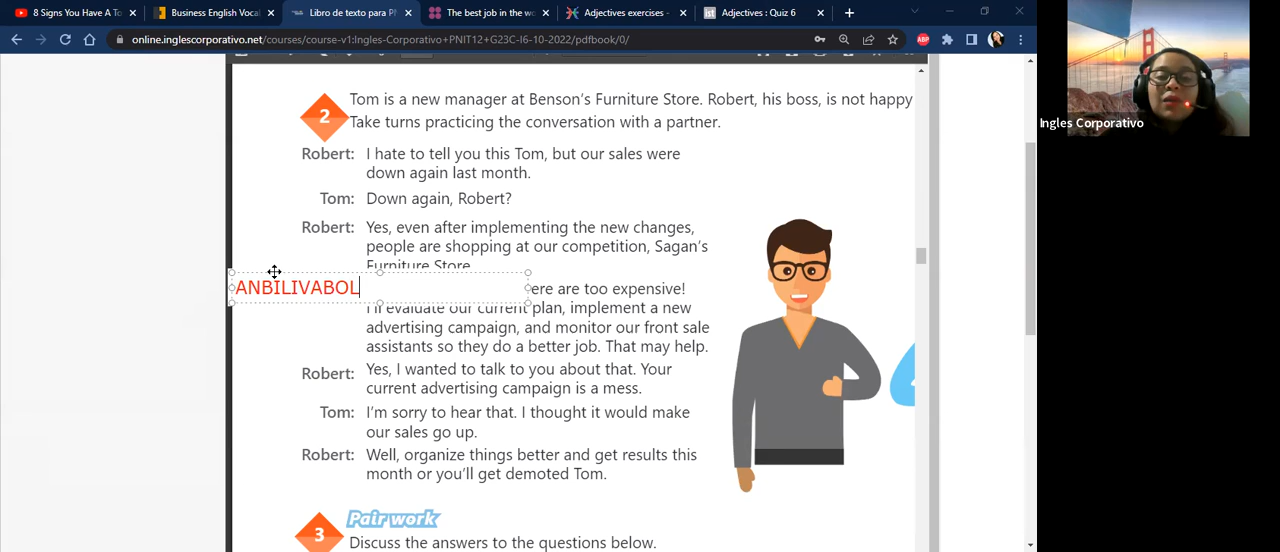 8 Signs You Have A To
Business English Vocal
Libro de texto para PN
The best job in the wo
Adjectives exercises -
Adjectives : Quiz 6
online.inglescorporativo.net/courses/course-v1:Ingles-Corporativo+PNIT12+G23C-I6-10-2022/pdfbook/0/
ABP
Ingles Corporativo
2
Tom is a new manager at Benson's Furniture Store. Robert, his boss, is not happy
Take turns practicing the conversation with a partner.
Robert: I hate to tell you this Tom, but our sales were
down again last month.
Tom: Down again, Robert?
Robert: Yes, even after implementing the new changes,
people are shopping at our competition, Sagan's
Furniture Store
ANBILIVABOL
ere are too expensive!
I'll evaluate our current plan, implement a new
advertising campaign, and monitor our front sale
assistants so they do a better job. That may help.
Robert: Yes, I wanted to talk to you about that. Your
current advertising campaign is a mess.
Tom: I'm sorry to hear that. I thought it would make
our sales go up.
Robert: Well, organize things better and get results this
month or you'll get demoted Tom.
3
Pair work
Discuss the answers to the questions below.